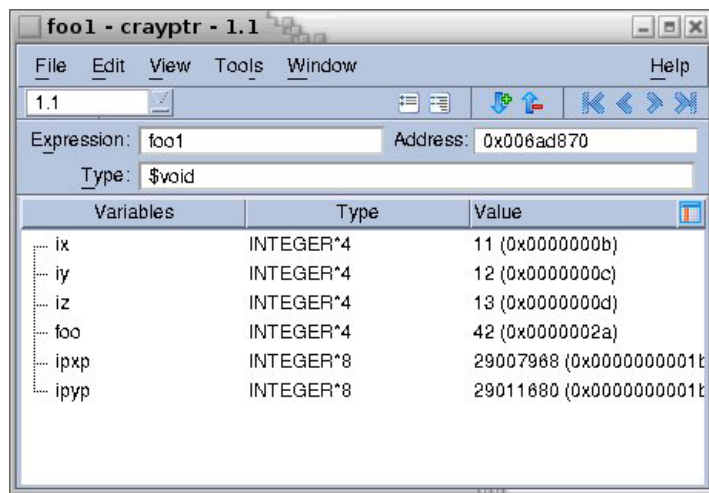 foo1 - crayptr - 1.1
File Edit View Tools Window Help
1.1
Expression: foo1 Address: 0x006ad870
Type: $void
Variables Type Value
ix INTEGER*4 11 (0x0000000b)
iy INTEGER*4 12 (0x0000000c)
iz INTEGER*4 13 (0x0000000d)
foo INTEGER*4 42 (0x0000002a)
ipxp INTEGER*8 29007968 (0x0000000001b
ipyp INTEGER*8 29011680 (0x0000000001b